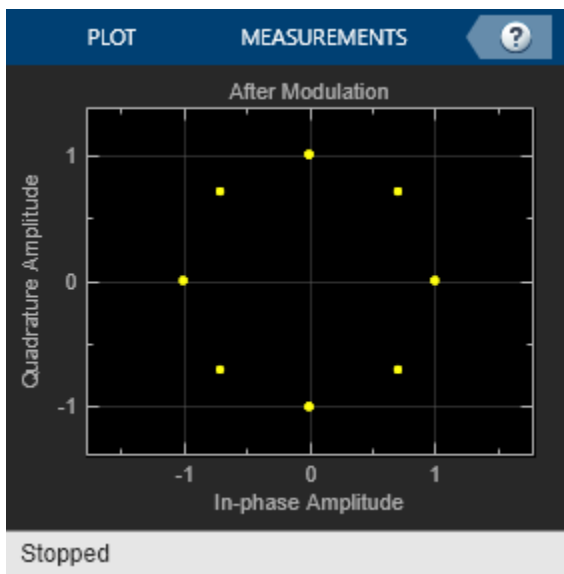 PLOT MEASUREMENTS ?
After Modulation
Quadrature Amplitude
1
0
-1
-1 0 1
In-phase Amplitude
Stopped